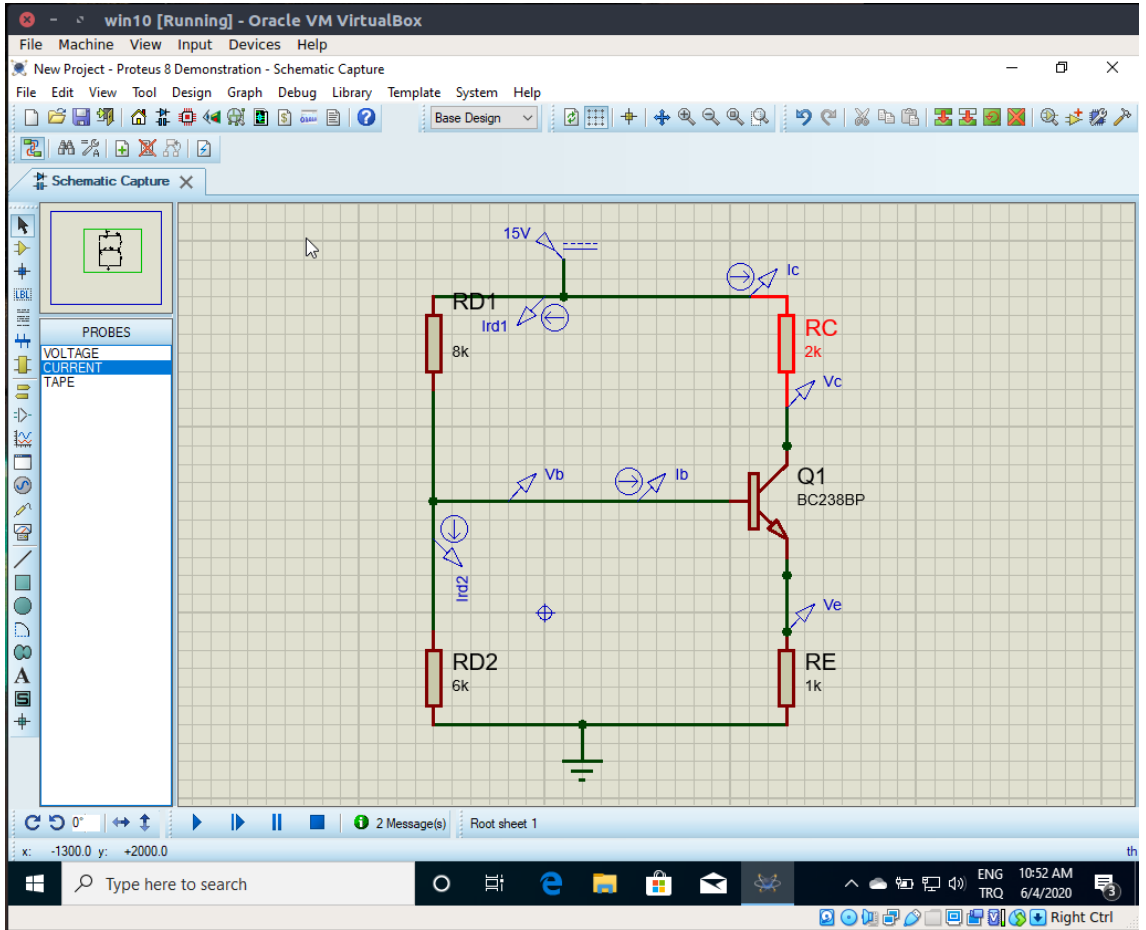 win10 [Running] - Oracle VM VirtualBox
File Machine View Input Devices Help
New Project - Proteus 8 Demonstration - Schematic Capture
File Edit View Tool Design Graph Debug Library Template System Help
Base Design
Schematic Capture
LBL
PROBES
VOLTAGE
CURRENT
TAPE
A
S
15V
Ic
RD1
Ird1
8k
RC
2k
Vc
Vb
Ib
Q1
BC238BP
Ird2
Ve
RD2
6k
RE
1k
0°
2 Message(s)
Root sheet 1
x: -1300.0 y: +2000.0
th
Type here to search
ENG
TRQ
10:52 AM
6/4/2020
3
Right Ctrl